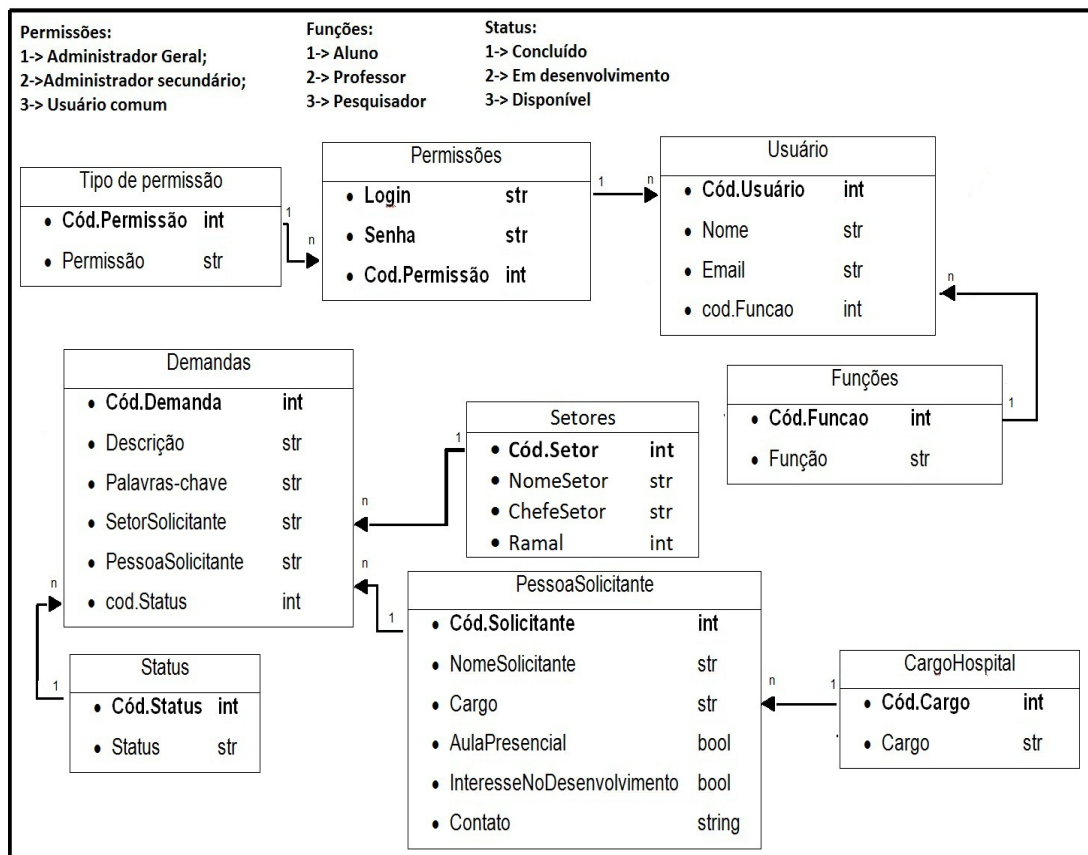 Permissões:
1-> Administrador Geral;
2->Administrador secundário;
3-> Usuário comum
Funções:
1-> Aluno
2-> Professor
3-> Pesquisador
Status:
1-> Concluído
2-> Em desenvolvimento
3-> Disponível
Tipo de permissão
• Cód.Permissão int
• Permissão str
1
n
Permissões
• Login str
• Senha str
• Cod.Permissão int
1
n
Usuário
• Cód.Usuário int
• Nome str
• Email str
• cod.Funcao int
n
1
Funções
• Cód.Funcao int
• Função str
Demandas
• Cód.Demanda int
• Descrição str
• Palavras-chave str
• SetorSolicitante str
• PessoaSolicitante str
• cod.Status int
1
n
Setores
• Cód.Setor int
• NomeSetor str
• ChefeSetor str
• Ramal int
n
1
PessoaSolicitante
• Cód.Solicitante int
• NomeSolicitante str
• Cargo str
• AulaPresencial bool
• InteresseNoDesenvolvimento bool
• Contato string
n
1
Status
• Cód.Status int
• Status str
n
1
CargoHospital
• Cód.Cargo int
• Cargo str